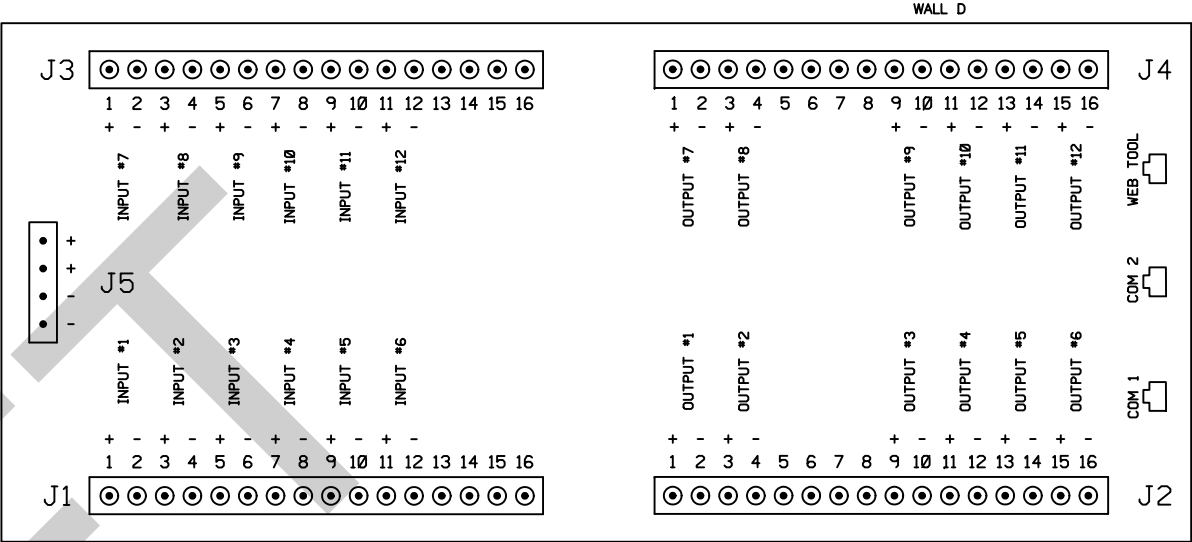 WALL D
J3
J4
1 2 3 4 5 6 7 8 9 10 11 12 13 14 15 16
1 2 3 4 5 6 7 8 9 10 11 12 13 14 15 16
+ - + - + - + - + - + -
+ - + - + - + - + - + -
INPUT #7
INPUT #8
INPUT #9
INPUT #10
INPUT #11
INPUT #12
OUTPUT #7
OUTPUT #8
OUTPUT #9
OUTPUT #10
OUTPUT #11
OUTPUT #12
WEB TOOL
+
+
-
-
J5
COM 2
INPUT #1
INPUT #2
INPUT #3
INPUT #4
INPUT #5
INPUT #6
OUTPUT #1
OUTPUT #2
OUTPUT #3
OUTPUT #4
OUTPUT #5
OUTPUT #6
COM 1
+ - + - + - + - + - + -
+ - + - + - + - + - + -
1 2 3 4 5 6 7 8 9 10 11 12 13 14 15 16
1 2 3 4 5 6 7 8 9 10 11 12 13 14 15 16
J1
J2